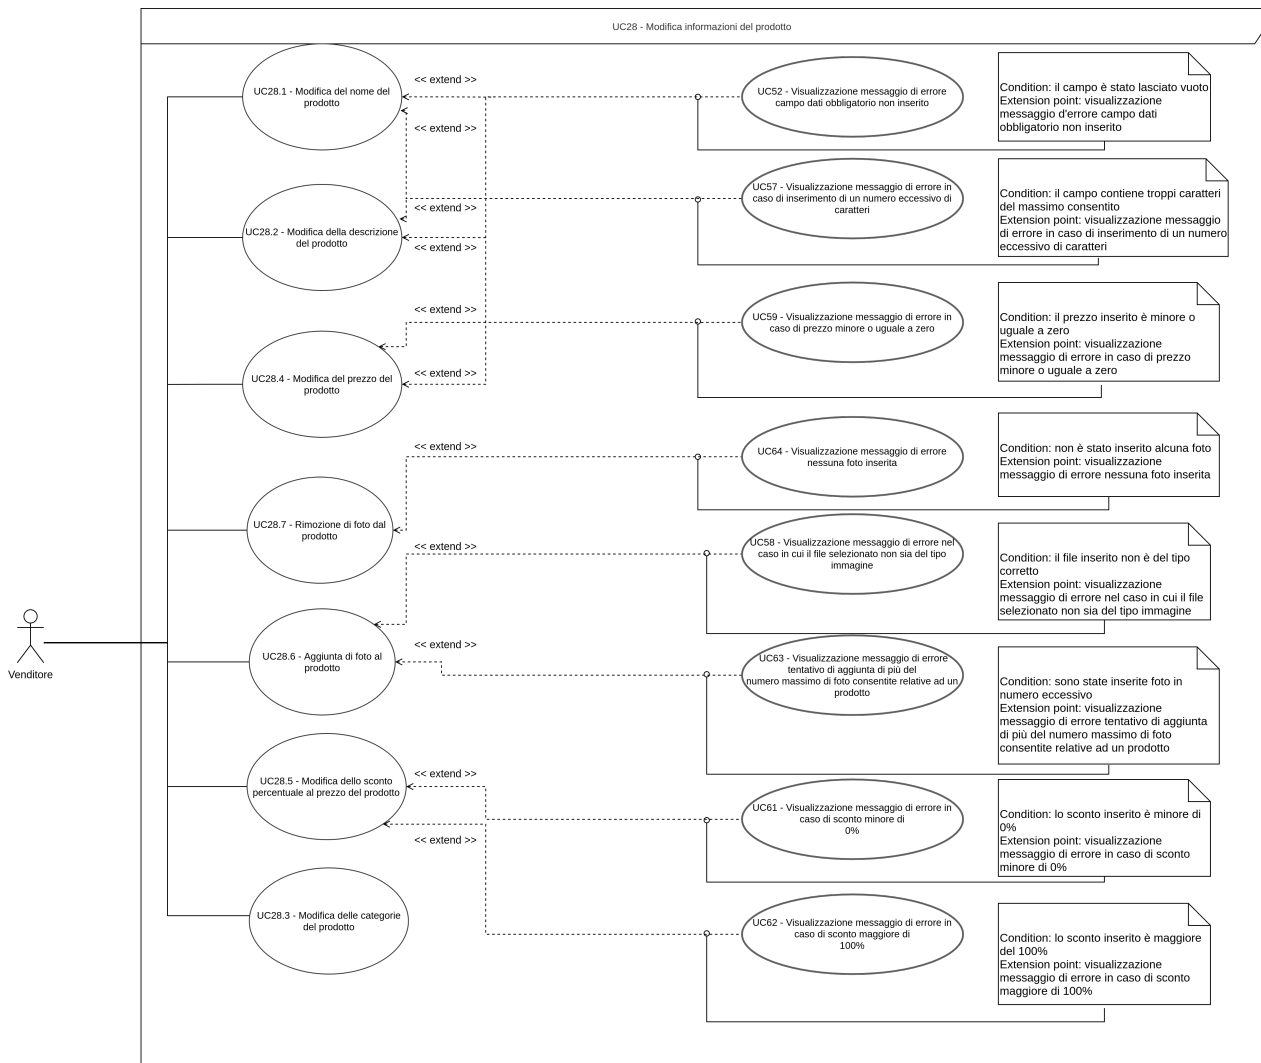 UC28 - Modifica informazioni del prodotto
UC28.1 - Modifica del nome del
prodotto
<< extend >>
<< extend >>
UC52 - Visualizzazione messaggio di errore
campo dati obbligatorio non inserito
Condition: il campo è stato lasciato vuoto
Extension point: visualizzazione
messaggio d'errore campo dati
obbligatorio non inserito
UC28.2 - Modifica della descrizione
del prodotto
<< extend >>
<< extend >>
UC57 - Visualizzazione messaggio di errore in
caso di inserimento di un numero eccessivo di
caratteri
Condition: il campo contiene troppi caratteri
del massimo consentito
Extension point: visualizzazione messaggio
di errore in caso di inserimento di un numero
eccessivo di caratteri
<< extend >>
UC59 - Visualizzazione messaggio di errore in
caso di prezzo minore o uguale a zero
Condition: il prezzo inserito è minore o
uguale a zero
Extension point: visualizzazione
messaggio di errore in caso di prezzo
minore o uguale a zero
UC28.4 - Modifica del prezzo del
prodotto
<< extend >>
<< extend >>
UC64 - Visualizzazione messaggio di errore
nessuna foto inserita
Condition: non è stato inserito alcuna foto
Extension point: visualizzazione
messaggio di errore nessuna foto inserita
UC28.7 - Rimozione di foto dal
prodotto
<< extend >>
UC58 - Visualizzazione messaggio di errore nel
caso in cui il file selezionato non sia del tipo
immagine
Condition: il file inserito non è del tipo
corretto
Extension point: visualizzazione
messaggio di errore nel caso in cui il file
selezionato non sia del tipo immagine
Venditore
UC28.6 - Aggiunta di foto al
prodotto
<< extend >>
UC63 - Visualizzazione messaggio di errore
tentativo di aggiunta di più del
numero massimo di foto consentite relative ad un
prodotto
Condition: sono state inserite foto in
numero eccessivo
Extension point: visualizzazione
messaggio di errore tentativo di aggiunta
di più del numero massimo di foto
consentite relative ad un prodotto
UC28.5 - Modifica dello sconto
percentuale al prezzo del prodotto
<< extend >>
<< extend >>
UC61 - Visualizzazione messaggio di errore in
caso di sconto minore di
0%
Condition: lo sconto inserito è minore di
0%
Extension point: visualizzazione
messaggio di errore in caso di sconto
minore di 0%
UC28.3 - Modifica delle categorie
del prodotto
UC62 - Visualizzazione messaggio di errore in
caso di sconto maggiore di
100%
Condition: lo sconto inserito è maggiore
del 100%
Extension point: visualizzazione
messaggio di errore in caso di sconto
maggiore di 100%